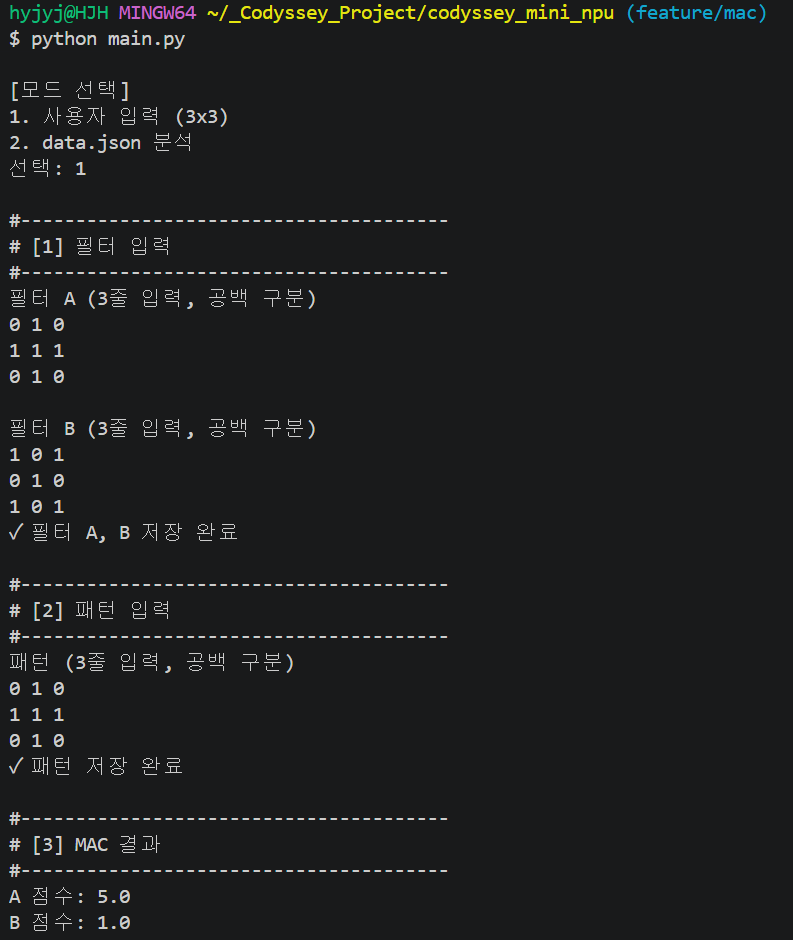 hyjyj@HJH MINGW64 ~/_Codyssey_Project/codyssey_mini_npu (feature/mac)
$ python main.py
[모드 선택]
1. 사용자 입력 (3x3)
2. data.json 분석
선택: 1
#---------------------------------------
# [1] 필터 입력
#---------------------------------------
필터 A (3줄 입력, 공백 구분)
0 1 0
1 1 1
0 1 0
필터 B (3줄 입력, 공백 구분)
1 0 1
0 1 0
1 0 1
✓ 필터 A, B 저장 완료
#---------------------------------------
# [2] 패턴 입력
#---------------------------------------
패턴 (3줄 입력, 공백 구분)
0 1 0
1 1 1
0 1 0
✓ 패턴 저장 완료
#---------------------------------------
# [3] MAC 결과
#---------------------------------------
A 점수: 5.0
B 점수: 1.0